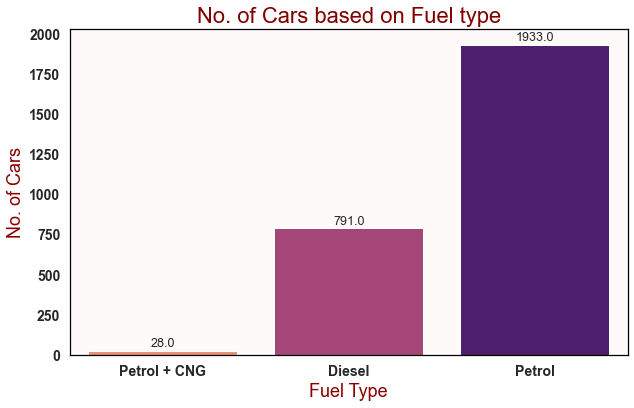 No. of Cars based on Fuel type
No. of Cars
2000
1750
1500
1250
1000
750
500
250
0
28.0
791.0
1933.0
Petrol + CNG
Diesel
Petrol
Fuel Type